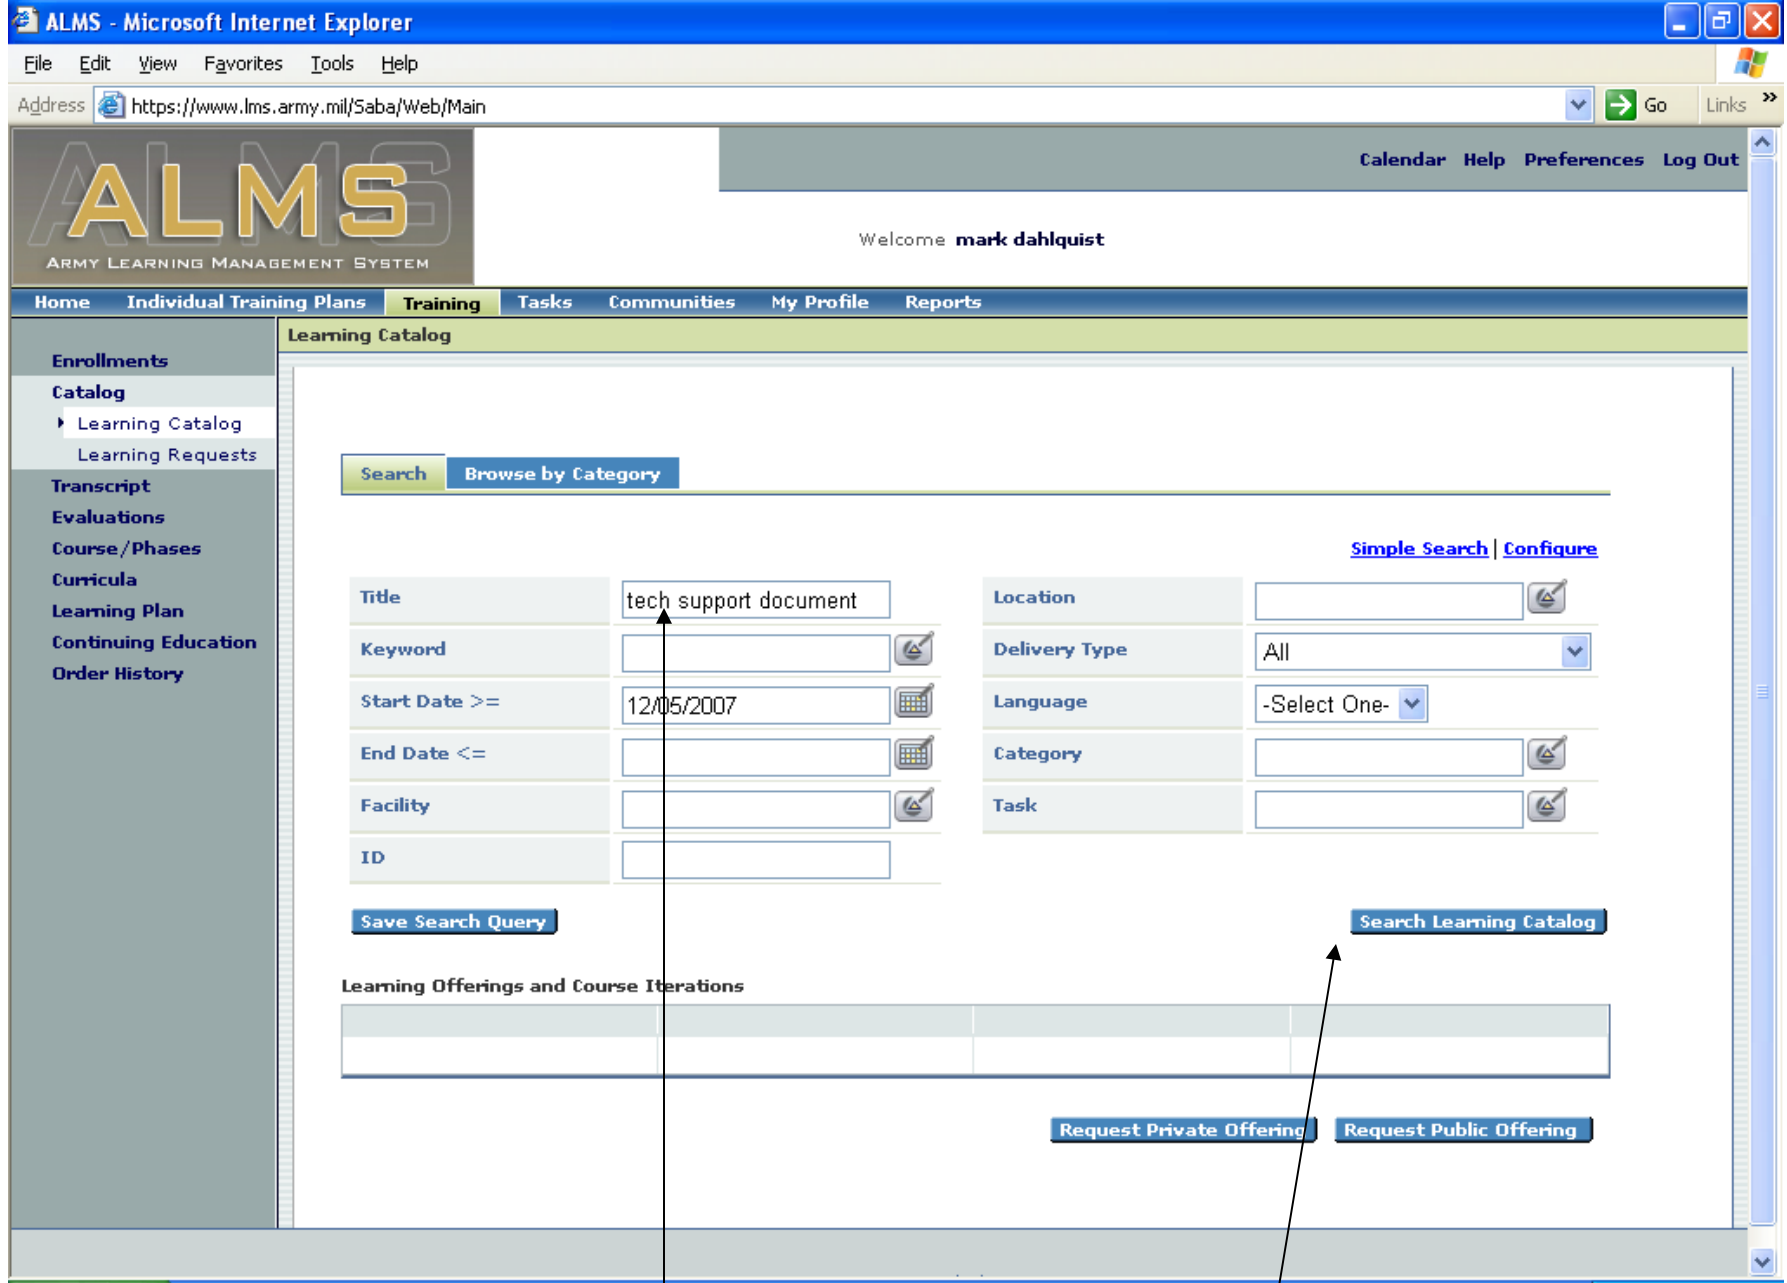 ALMS - Microsoft Internet Explorer
File Edit View Favorites Tools Help
Address https://www.lms.army.mil/Saba/Web/Main Go Links »
ALMS
ARMY LEARNING MANAGEMENT SYSTEM
Calendar Help Preferences Log Out
Welcome mark dahlquist
Home Individual Training Plans Training Tasks Communities My Profile Reports
Learning Catalog
Enrollments
Catalog
Learning Catalog
Learning Requests
Transcript
Evaluations
Course/Phases
Curricula
Learning Plan
Continuing Education
Order History
Search Browse by Category
Simple Search | Configure
Title tech support document Location
Keyword Delivery Type All
Start Date >= 12/05/2007 Language -Select One-
End Date <= Category
Facility Task
ID
Save Search Query Search Learning Catalog
Learning Offerings and Course Iterations
Request Private Offering Request Public Offering